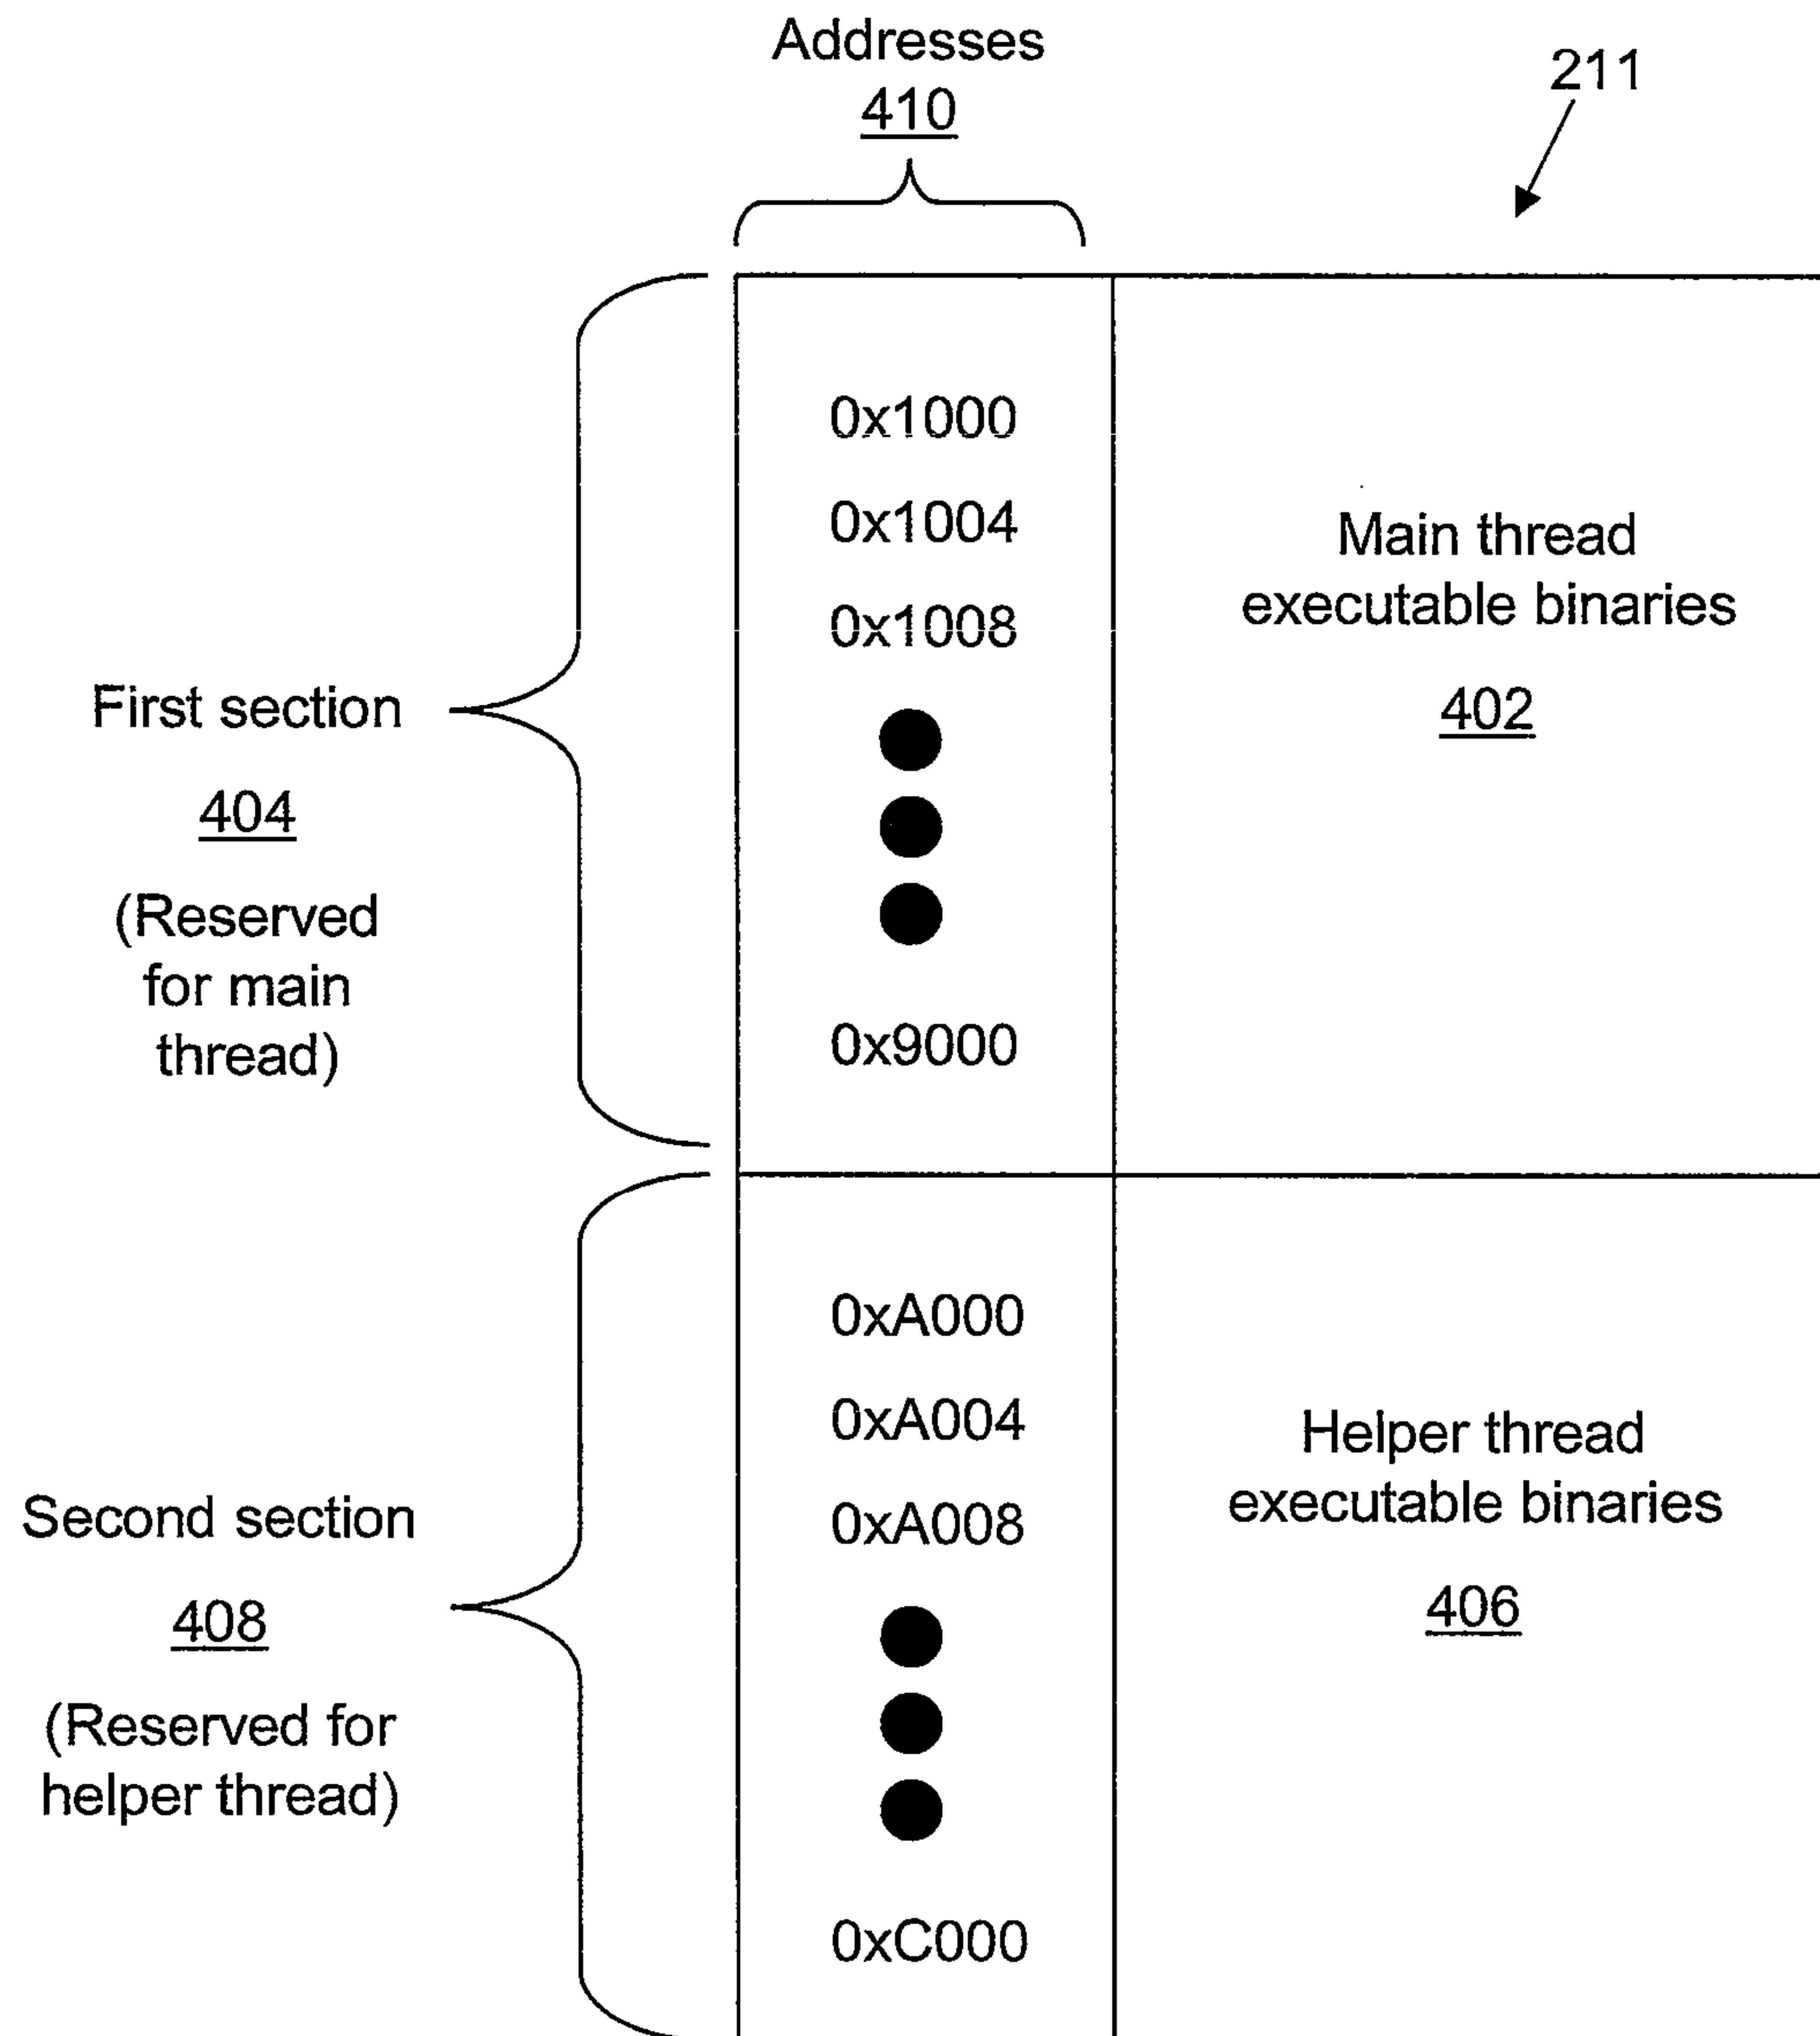 Addresses
410
211
First section
404
(Reserved
for main
thread)
0x1000
0x1004
0x1008
0x9000
Main thread
executable binaries
402
Second section
408
(Reserved for
helper thread)
0xA000
0xA004
0xA008
0xC000
Helper thread
executable binaries
406